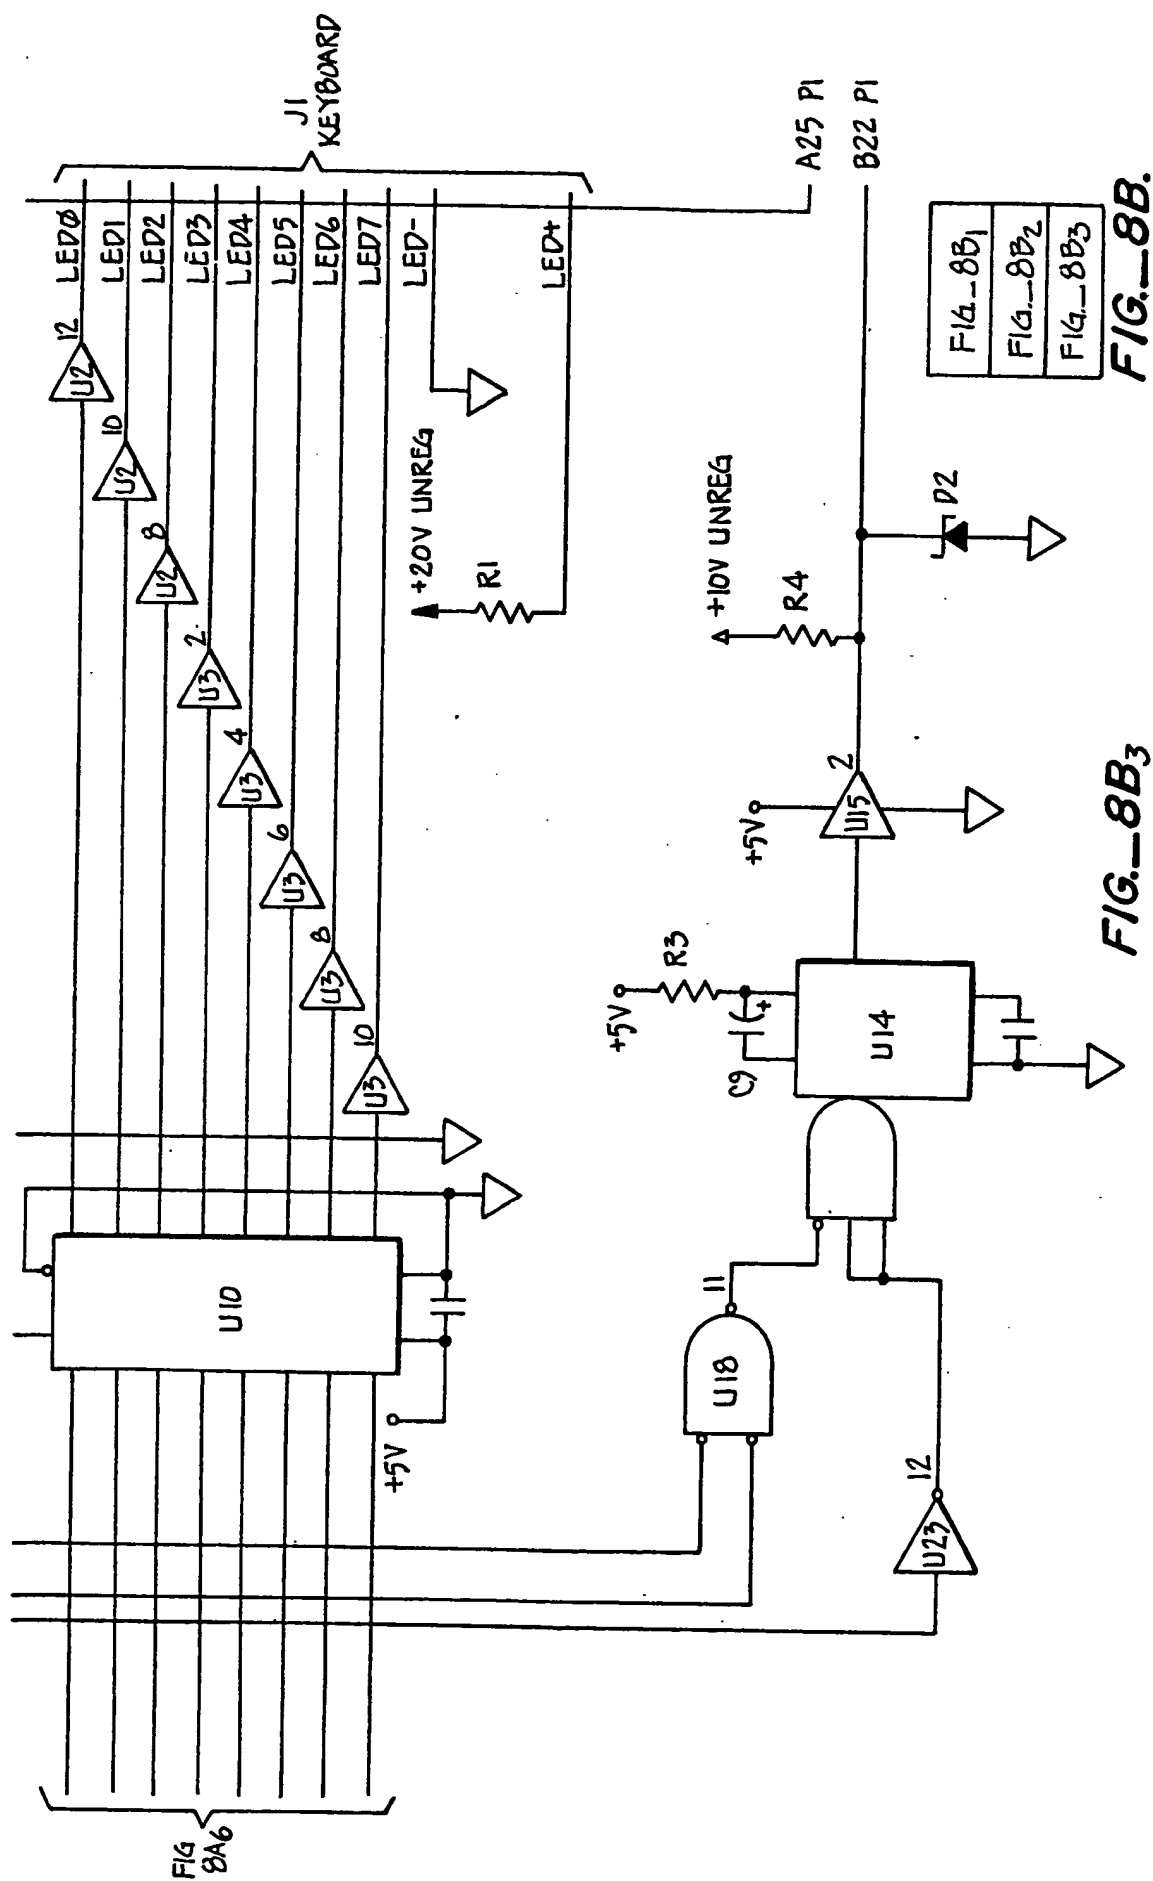 FIG
8A6
+5V
U10
U3
10
U3
8
U3
6
U3
4
U3
2
U2
8
U2
10
U2
12
LEDØ
LED1
LED2
LED3
LED4
LED5
LED6
LED7
LED-
LED+
J1
KEYBOARD
+20V UNREG
R1
U23
12
U18
11
U14
C9
+
+5V
R3
+5V
U15
2
+10V UNREG
R4
D2
A25 P1
B22 P1
FIG._8B3
FIG._8B1
FIG._8B2
FIG._8B3
FIG._8B.